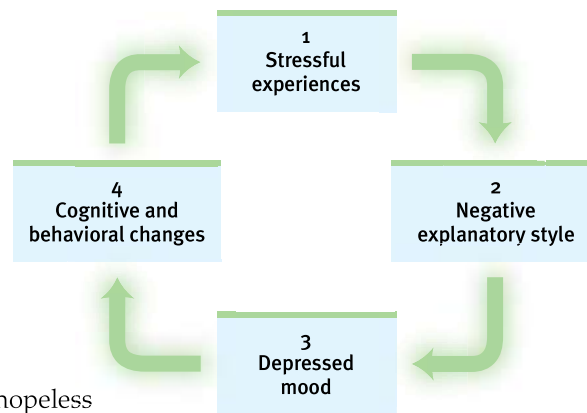 1
Stressful
experiences
2
Negative
explanatory style
3
Depressed
mood
4
Cognitive and
behavioral changes
hopeless